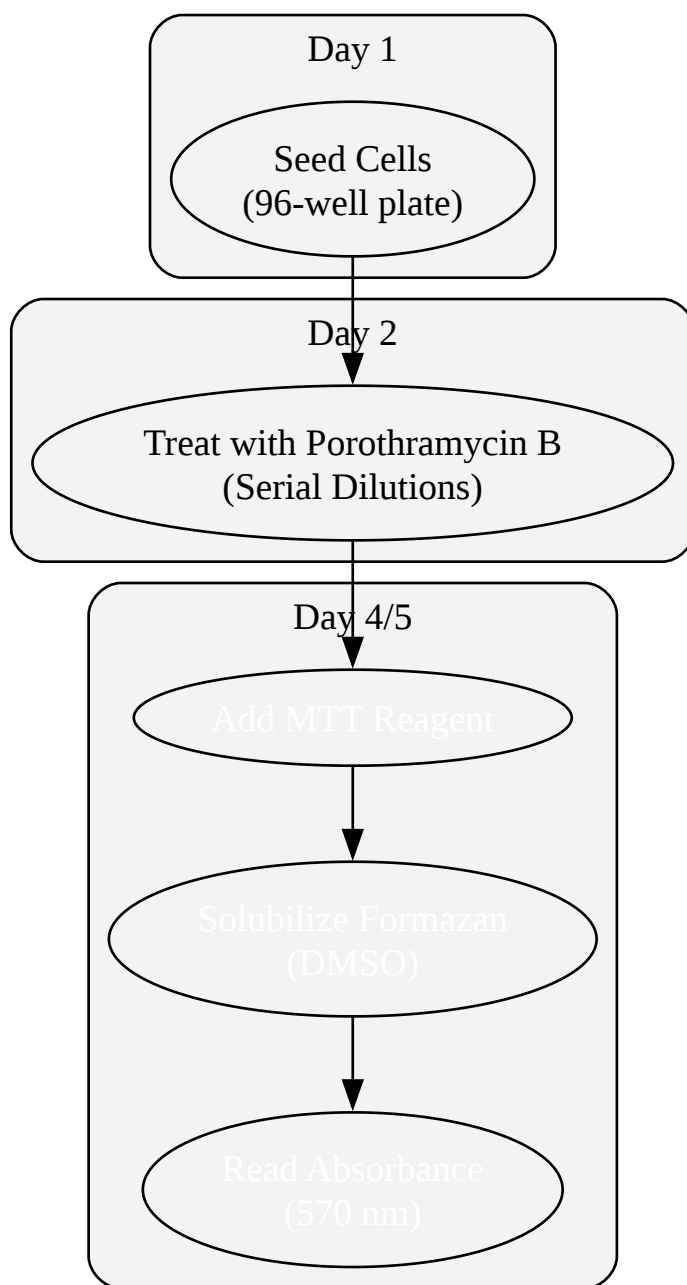 Day 1
Seed Cells
(96-well plate)
Day 2
Treat with Porothramycin B
(Serial Dilutions)
Day 4/5
Add MTT Reagent
Solubilize Formazan
(DMSO)
Read Absorbance
(570 nm)